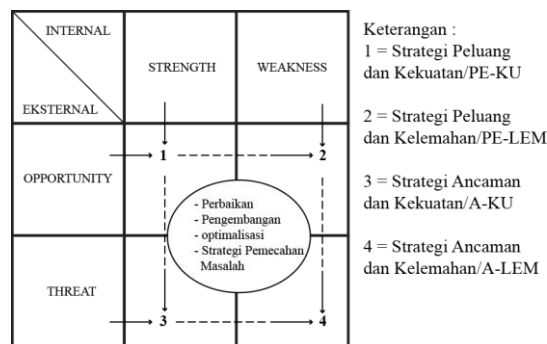 INTERNAL
EKSTERNAL
STRENGTH
WEAKNESS
OPPORTUNITY
1
2
- Perbaikan
- Pengembangan
- optimalisasi
- Strategi Pemecahan
Masalah
THREAT
3
4
Keterangan :
1 = Strategi Peluang
dan Kekuatan/PE-KU
2 = Strategi Peluang
dan Kelemahan/PE-LEM
3 = Strategi Ancaman
dan Kekuatan/A-KU
4 = Strategi Ancaman
dan Kelemahan/A-LEM